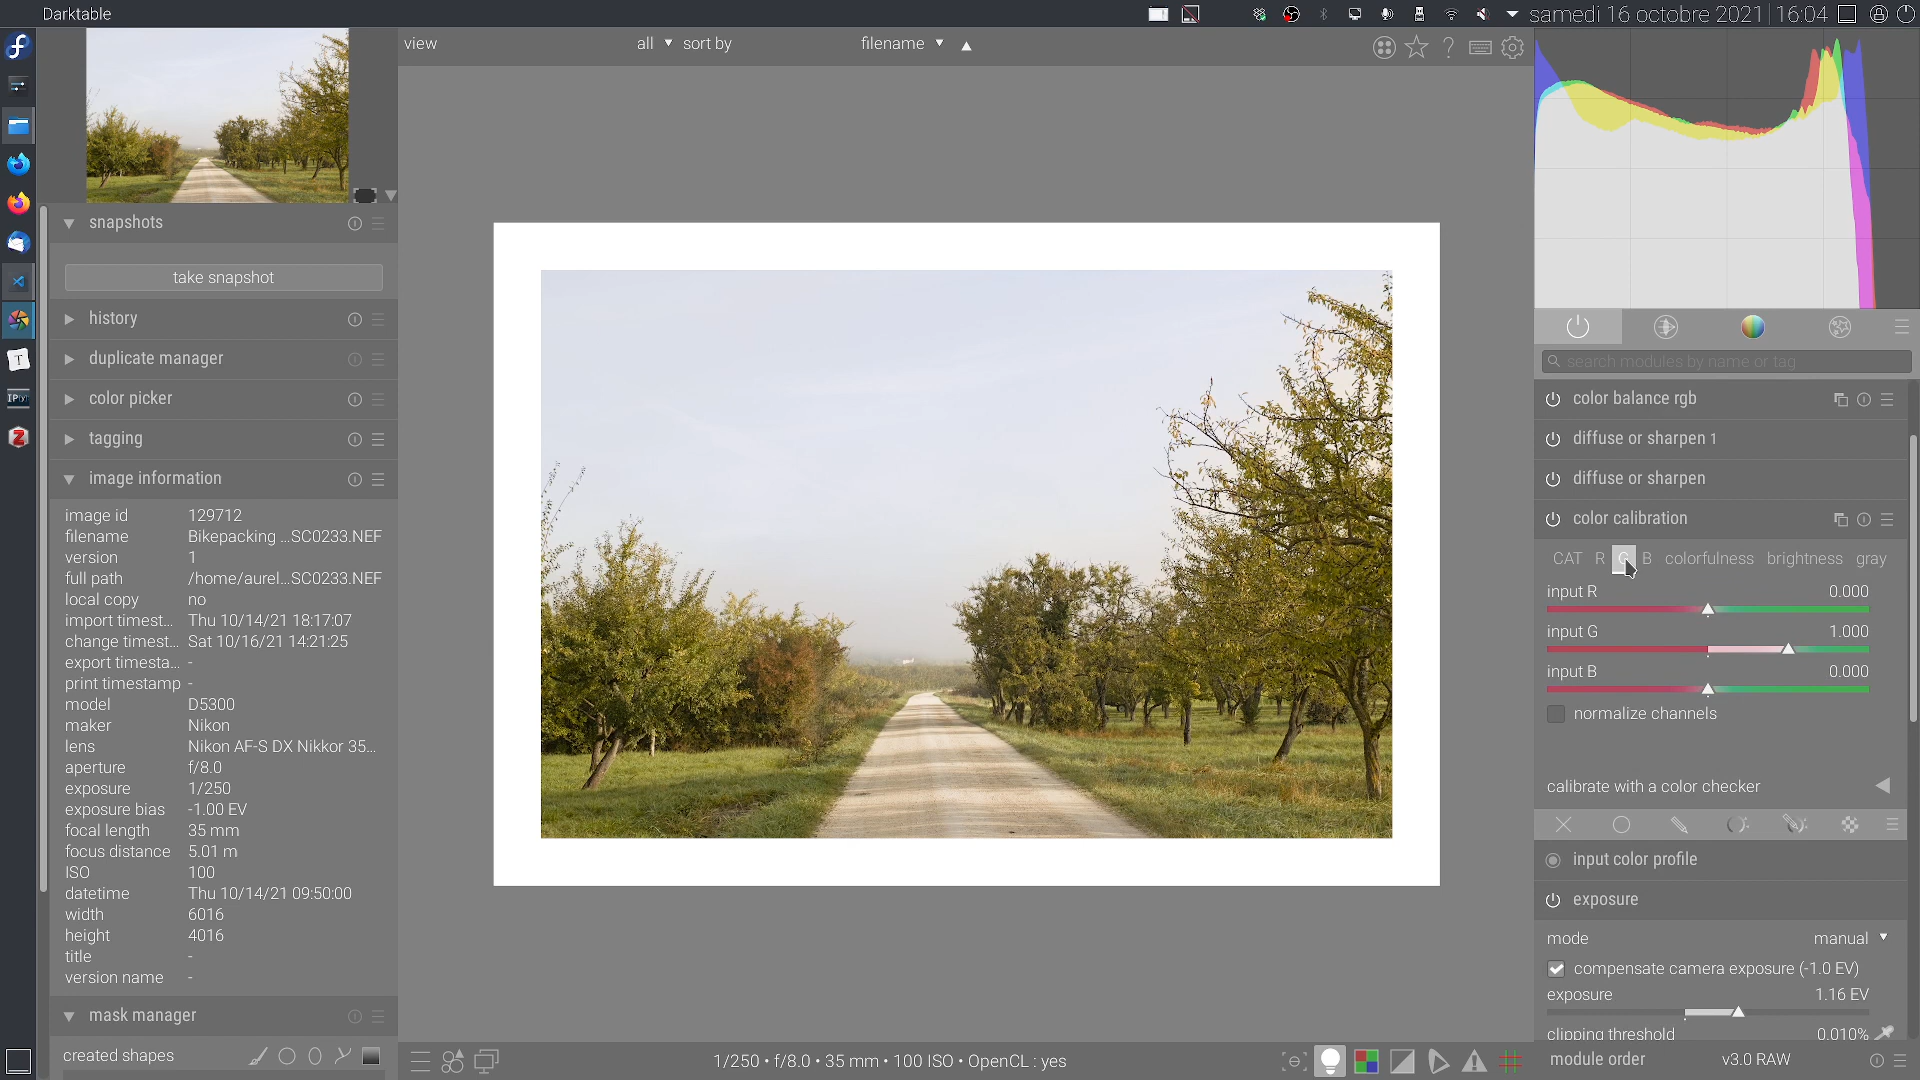 Darktable
samedi 16 octobre 2021 16:04
view
all
sort by
filename
snapshots
take snapshot
history
duplicate manager
color picker
tagging
image information
image id 129712
filename Bikepacking ...SC0233.NEF
version 1
full path /home/aurel...SC0233.NEF
local copy no
import timest... Thu 10/14/21 18:17:07
change timest... Sat 10/16/21 14:21:25
export timesta... -
print timestamp -
model D5300
maker Nikon
lens Nikon AF-S DX Nikkor 35...
aperture f/8.0
exposure 1/250
exposure bias -1.00 EV
focal length 35 mm
focus distance 5.01 m
ISO 100
datetime Thu 10/14/21 09:50:00
width 6016
height 4016
title -
version name -
mask manager
created shapes
1/250 • f/8.0 • 35 mm • 100 ISO • OpenCL : yes
search modules by name or tag
color balance rgb
diffuse or sharpen 1
diffuse or sharpen
color calibration
CAT R G B colorfulness brightness gray
input R 0.000
input G 1.000
input B 0.000
normalize channels
calibrate with a color checker
input color profile
exposure
mode manual
compensate camera exposure (-1.0 EV)
exposure 1.16 EV
clipping threshold 0.010%
module order v3.0 RAW